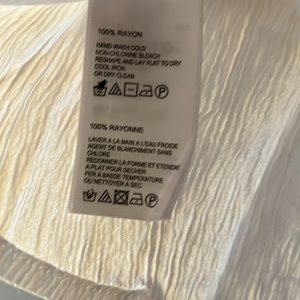 100% RAYON
HAND WASH COLD
NON-CHLORINE BLEACH
RESHAPE AND LAY FLAT TO DRY
COOL IRON
OR DRY CLEAN
100% RAYONNE
LAVER A LA MAIN A L'EAU FROIDE
AGENT DE BLANCHIMENT SANS
CHLORE
REDONNER LA FORME ET ETENDRE
A PLAT POUR SECHER
FER A BASSE TEMPERATURE
OU NETTOYER A SEC